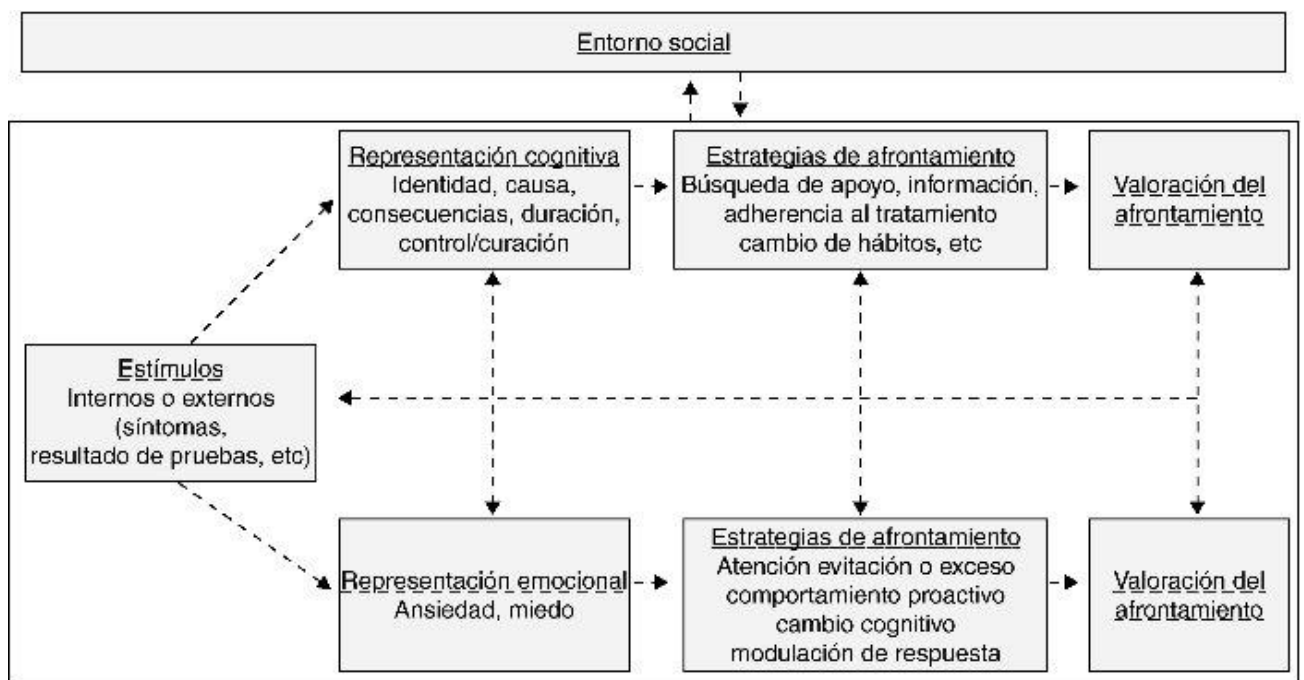 Entorno social
Representación cognitiva
Identidad, causa,
consecuencias, duración,
control/curación
Estrategias de afrontamiento
Búsqueda de apoyo, información,
adherencia al tratamiento
cambio de hábitos, etc
Valoración del
afrontamiento
Estímulos
Internos o externos
(síntomas,
resultado de pruebas, etc)
Representación emocional
Ansiedad, miedo
Estrategias de afrontamiento
Atención evitación o exceso
comportamiento proactivo
cambio cognitivo
modulación de respuesta
Valoración del
afrontamiento